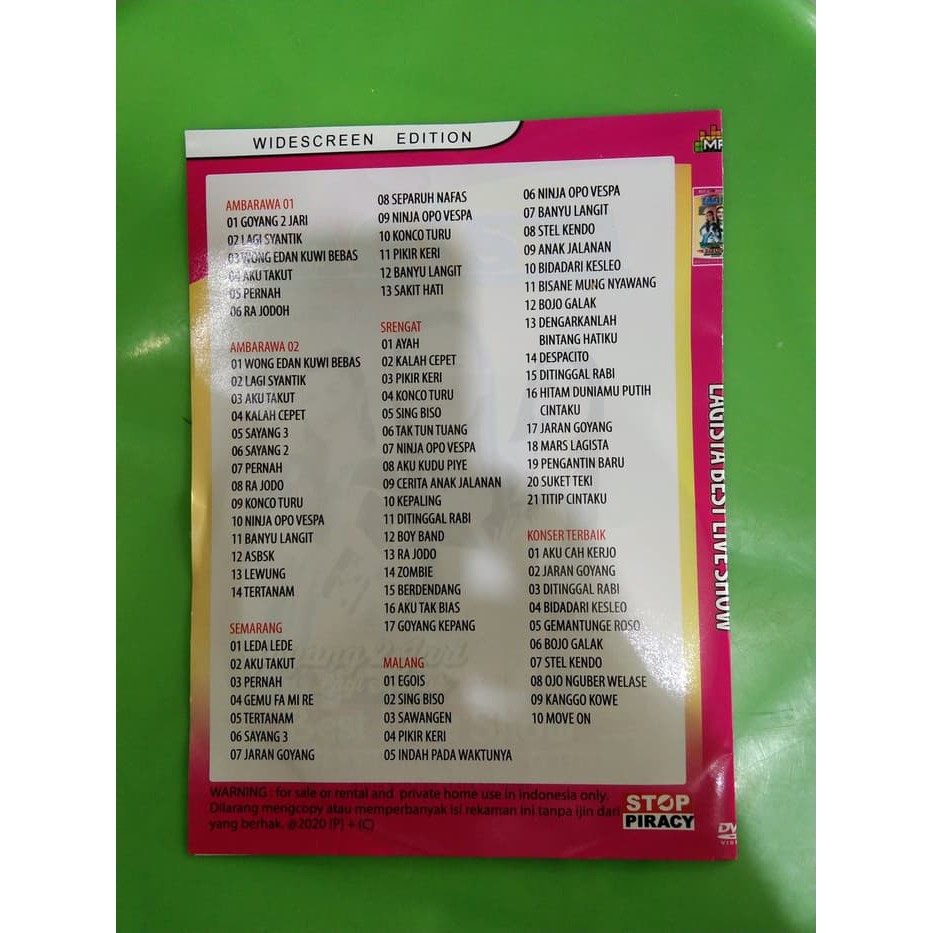 WIDESCREEN EDITION
AMBARAWA 01
01 GOYANG 2 JARI
02 LAGI SYANTIK
03 WONG EDAN KUWI BEBAS
04 AKU TAKUT
05 PERNAH
06 RA JODOH
AMBARAWA 02
01 WONG EDAN KUWI BEBAS
02 LAGI SYANTIK
03 AKU TAKUT
04 KALAH CEPET
05 SAYANG 3
06 SAYANG 2
07 PERNAH
08 RA JODO
09 KONCO TURU
10 NINJA OPO VESPA
11 BANYU LANGIT
12 ASBSK
13 LEWUNG
14 TERTANAM
SEMARANG
01 LEDA LEDE
02 AKU TAKUT
03 PERNAH
04 GEMU FA MI RE
05 TERTANAM
06 SAYANG 3
07 JARAN GOYANG
08 SEPARUH NAFAS
09 NINJA OPO VESPA
10 KONCO TURU
11 PIKIR KERI
12 BANYU LANGIT
13 SAKIT HATI
SRENGAT
01 AYAH
02 KALAH CEPET
03 PIKIR KERI
04 KONCO TURU
05 SING BISO
06 TAK TUN TUANG
07 NINJA OPO VESPA
08 AKU KUDU PIYE
09 CERITA ANAK JALANAN
10 KEPALING
11 DITINGGAL RABI
12 BOY BAND
13 RA JODO
14 ZOMBIE
15 BERDENDANG
16 AKU TAK BIAS
17 GOYANG KEPANG
MALANG
01 EGOIS
02 SING BISO
03 SAWANGEN
04 PIKIR KERI
05 INDAH PADA WAKTUNYA
06 NINJA OPO VESPA
07 BANYU LANGIT
08 STEL KENDO
09 ANAK JALANAN
10 BIDADARI KESLEO
11 BISANE MUNG NYAWANG
12 BOJO GALAK
13 DENGARKANLAH
BINTANG HATIKU
14 DESPACITO
15 DITINGGAL RABI
16 HITAM DUNIAMU PUTIH
CINTAKU
17 JARAN GOYANG
18 MARS LAGISTA
19 PENGANTIN BARU
20 SUKET TEKI
21 TITIP CINTAKU
KONSER TERBAIK
01 AKU CAH KERJO
02 JARAN GOYANG
03 DITINGGAL RABI
04 BIDADARI KESLEO
05 GEMANTUNGE ROSO
06 BOJO GALAK
07 STEL KENDO
08 OJO NGUBER WELASE
09 KANGGO KOWE
10 MOVE ON
WARNING : for sale or rental and private home use in indonesia only.
Dilarang mengcopy atau memperbanyak isi rekaman ini tanpa ijin dari
yang berhak. @2020 (P) + (C)
STOP
PIRACY
LAGISTA BEST LIVE SHOW